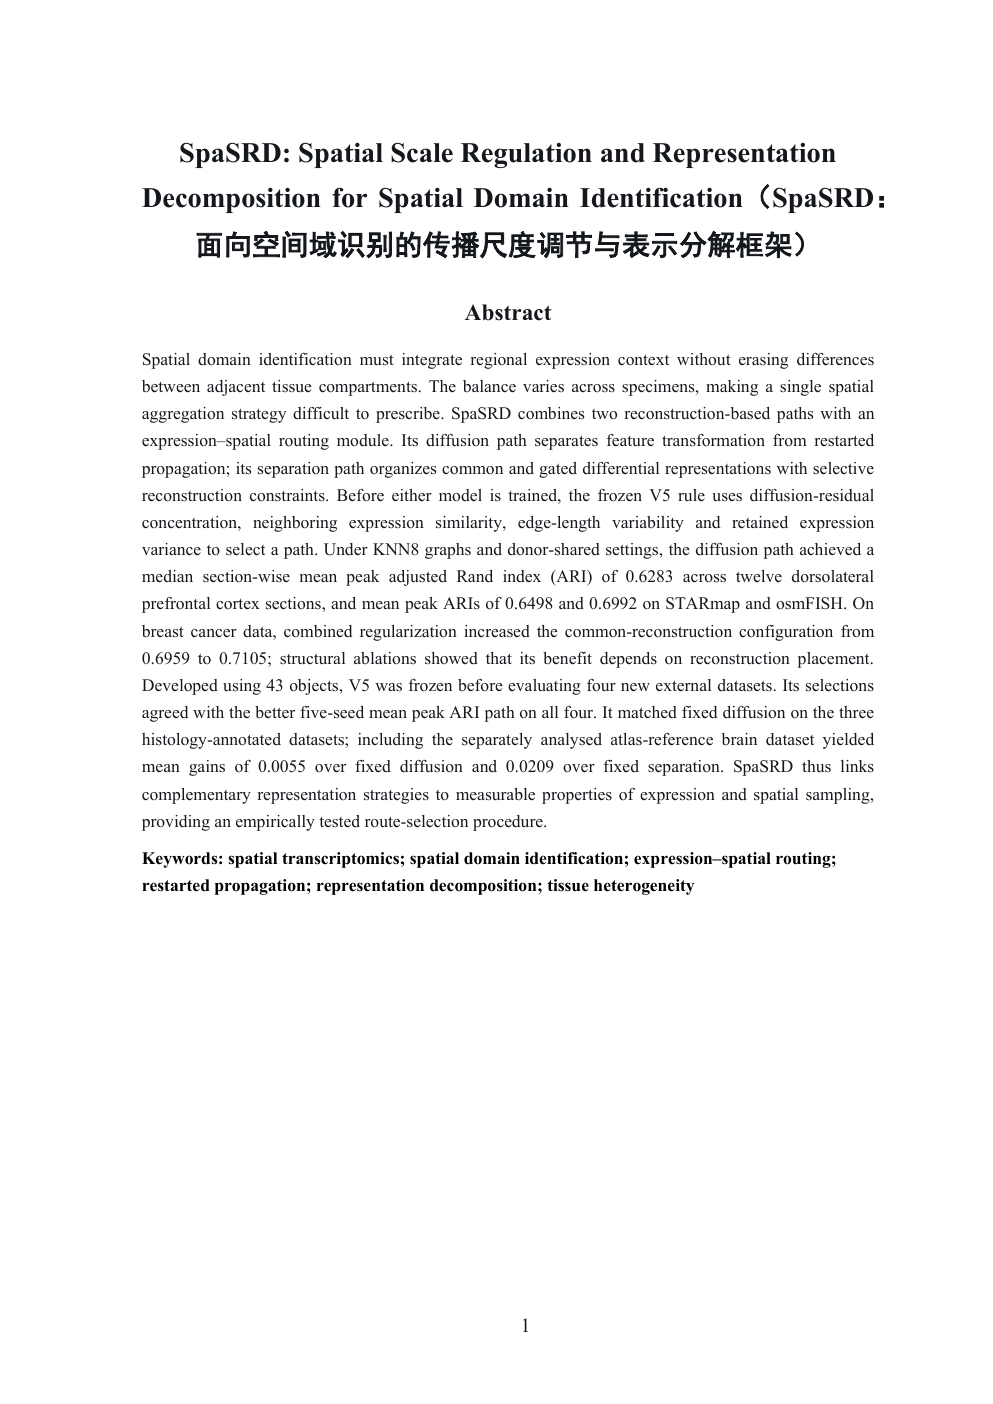 SpaSRD: Spatial Scale Regulation and Representation
Decomposition for Spatial Domain Identification（SpaSRD：
面向空间域识别的传播尺度调节与表示分解框架）
Abstract
Spatial domain identification must integrate regional expression context without erasing differences
between adjacent tissue compartments. The balance varies across specimens, making a single spatial
aggregation strategy difficult to prescribe. SpaSRD combines two reconstruction-based paths with an
expression–spatial routing module. Its diffusion path separates feature transformation from restarted
propagation; its separation path organizes common and gated differential representations with selective
reconstruction constraints. Before either model is trained, the frozen V5 rule uses diffusion-residual
concentration, neighboring expression similarity, edge-length variability and retained expression
variance to select a path. Under KNN8 graphs and donor-shared settings, the diffusion path achieved a
median section-wise mean peak adjusted Rand index (ARI) of 0.6283 across twelve dorsolateral
prefrontal cortex sections, and mean peak ARIs of 0.6498 and 0.6992 on STARmap and osmFISH. On
breast cancer data, combined regularization increased the common-reconstruction configuration from
0.6959 to 0.7105; structural ablations showed that its benefit depends on reconstruction placement.
Developed using 43 objects, V5 was frozen before evaluating four new external datasets. Its selections
agreed with the better five-seed mean peak ARI path on all four. It matched fixed diffusion on the three
histology-annotated datasets; including the separately analysed atlas-reference brain dataset yielded
mean gains of 0.0055 over fixed diffusion and 0.0209 over fixed separation. SpaSRD thus links
complementary representation strategies to measurable properties of expression and spatial sampling,
providing an empirically tested route-selection procedure.
Keywords: spatial transcriptomics; spatial domain identification; expression–spatial routing;
restarted propagation; representation decomposition; tissue heterogeneity
1